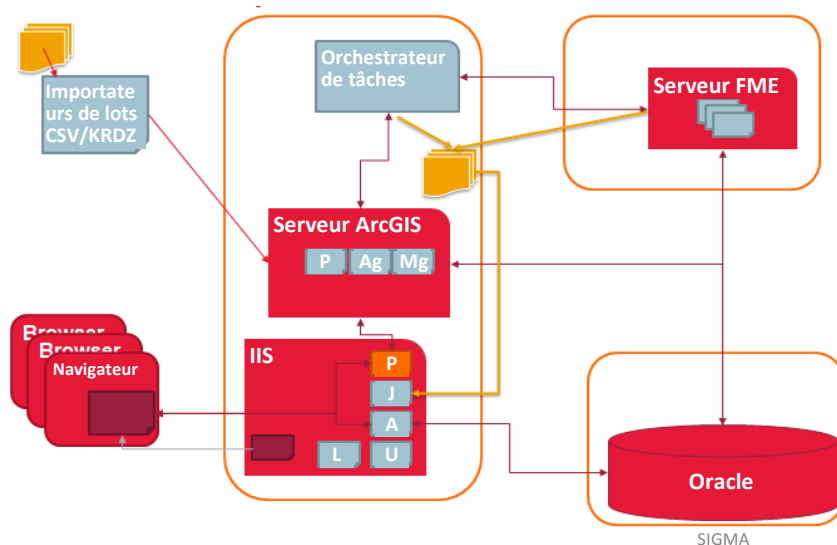 Orchestrateur
de tâches
Serveur FME
Importate
urs de lots
CSV/KRDZ
Serveur ArcGIS
P
Ag
Mg
Browser
Browser
Navigateur
IIS
P
J
A
L
U
Oracle
SIGMA